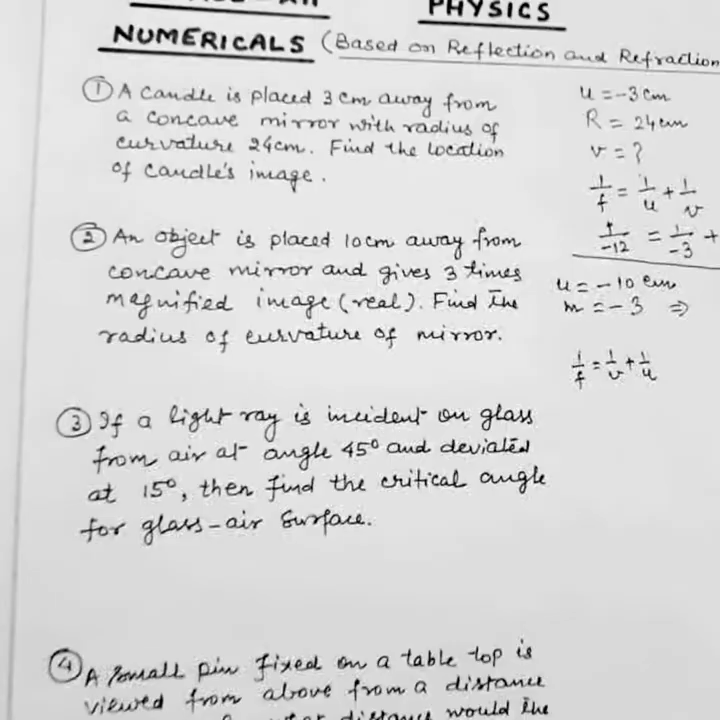 PHYSICS
NUMERICALS (Based on Reflection and Refraction
① A candle is placed 3 cm away from
a concave mirror with radius of
curvature 24cm. Find the location
of candle's image.
u = -3 cm
R = 24 cm
v = ?
1/f = 1/u + 1/v
1/-12 = 1/-3 +
② An object is placed 10cm away from
concave mirror and gives 3 times
magnified image (real). Find the
radius of curvature of mirror.
u = -10 cm
m = -3 ⇒
1/f = 1/v + 1/u
③ If a light ray is incident on glass
from air at angle 45° and deviated
at 15°, then find the critical angle
for glass-air surface.
④ A small pin fixed on a table top is
viewed from above from a distance
distance would the